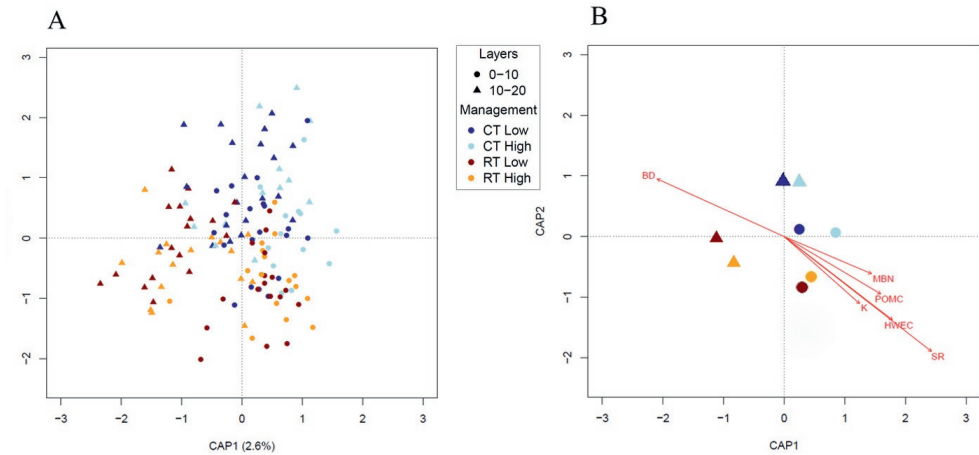 A
3
2
1
0
−1
−2
−3 −2 −1 0 1 2 3
CAP1 (2.6%)
Layers
0−10
10−20
Management
CT Low
CT High
RT Low
RT High
B
CAP2
3
2
1
0
−1
−2
BD
MBN
POMC
K
HWEC
SR
−3 −2 −1 0 1 2 3
CAP1